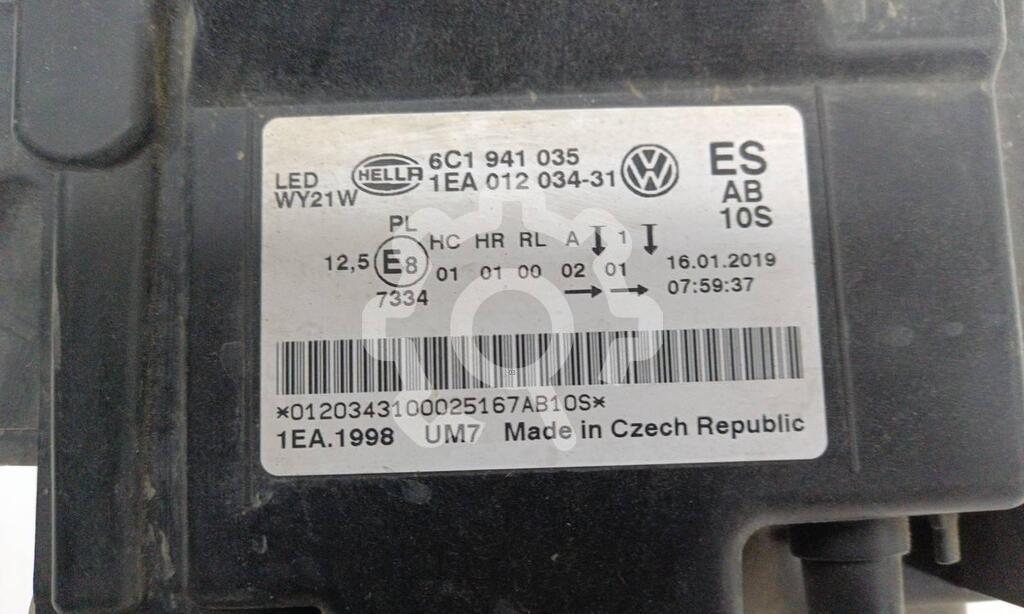 LED
WY21W
HELLA
6C1 941 035
1EA 012 034-31
VW
ES
AB
10S
PL
12,5 E8
7334
HC HR RL A 1
01 01 00 02 01
16.01.2019
07:59:37
*0120343100025167AB10S*
1EA.1998 UM7 Made in Czech Republic